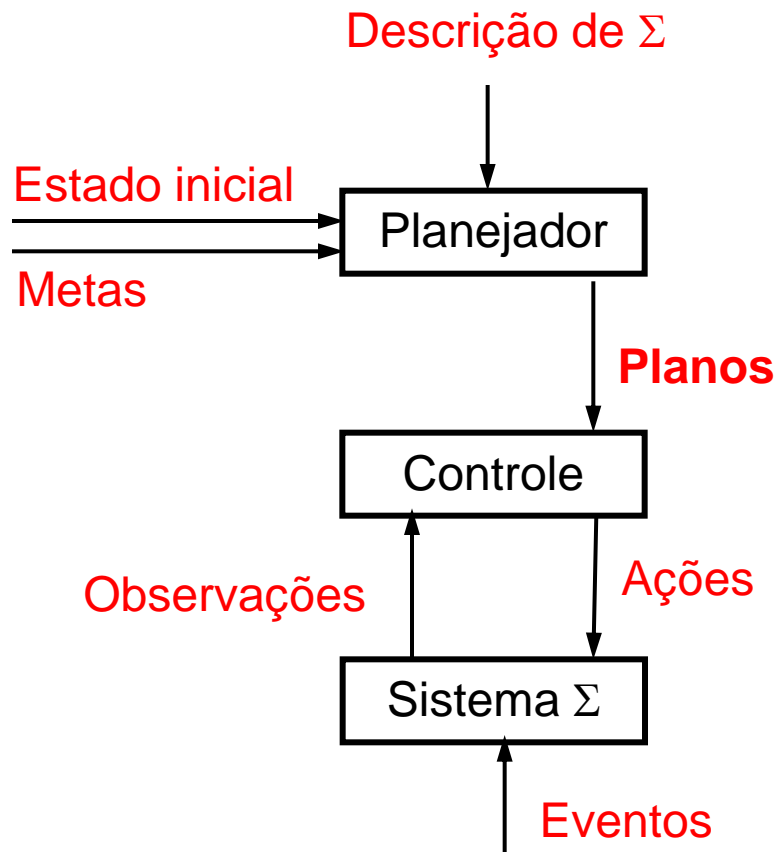 Descrição de Σ
Estado inicial
Planejador
Metas
Planos
Controle
Observações
Ações
Sistema Σ
Eventos